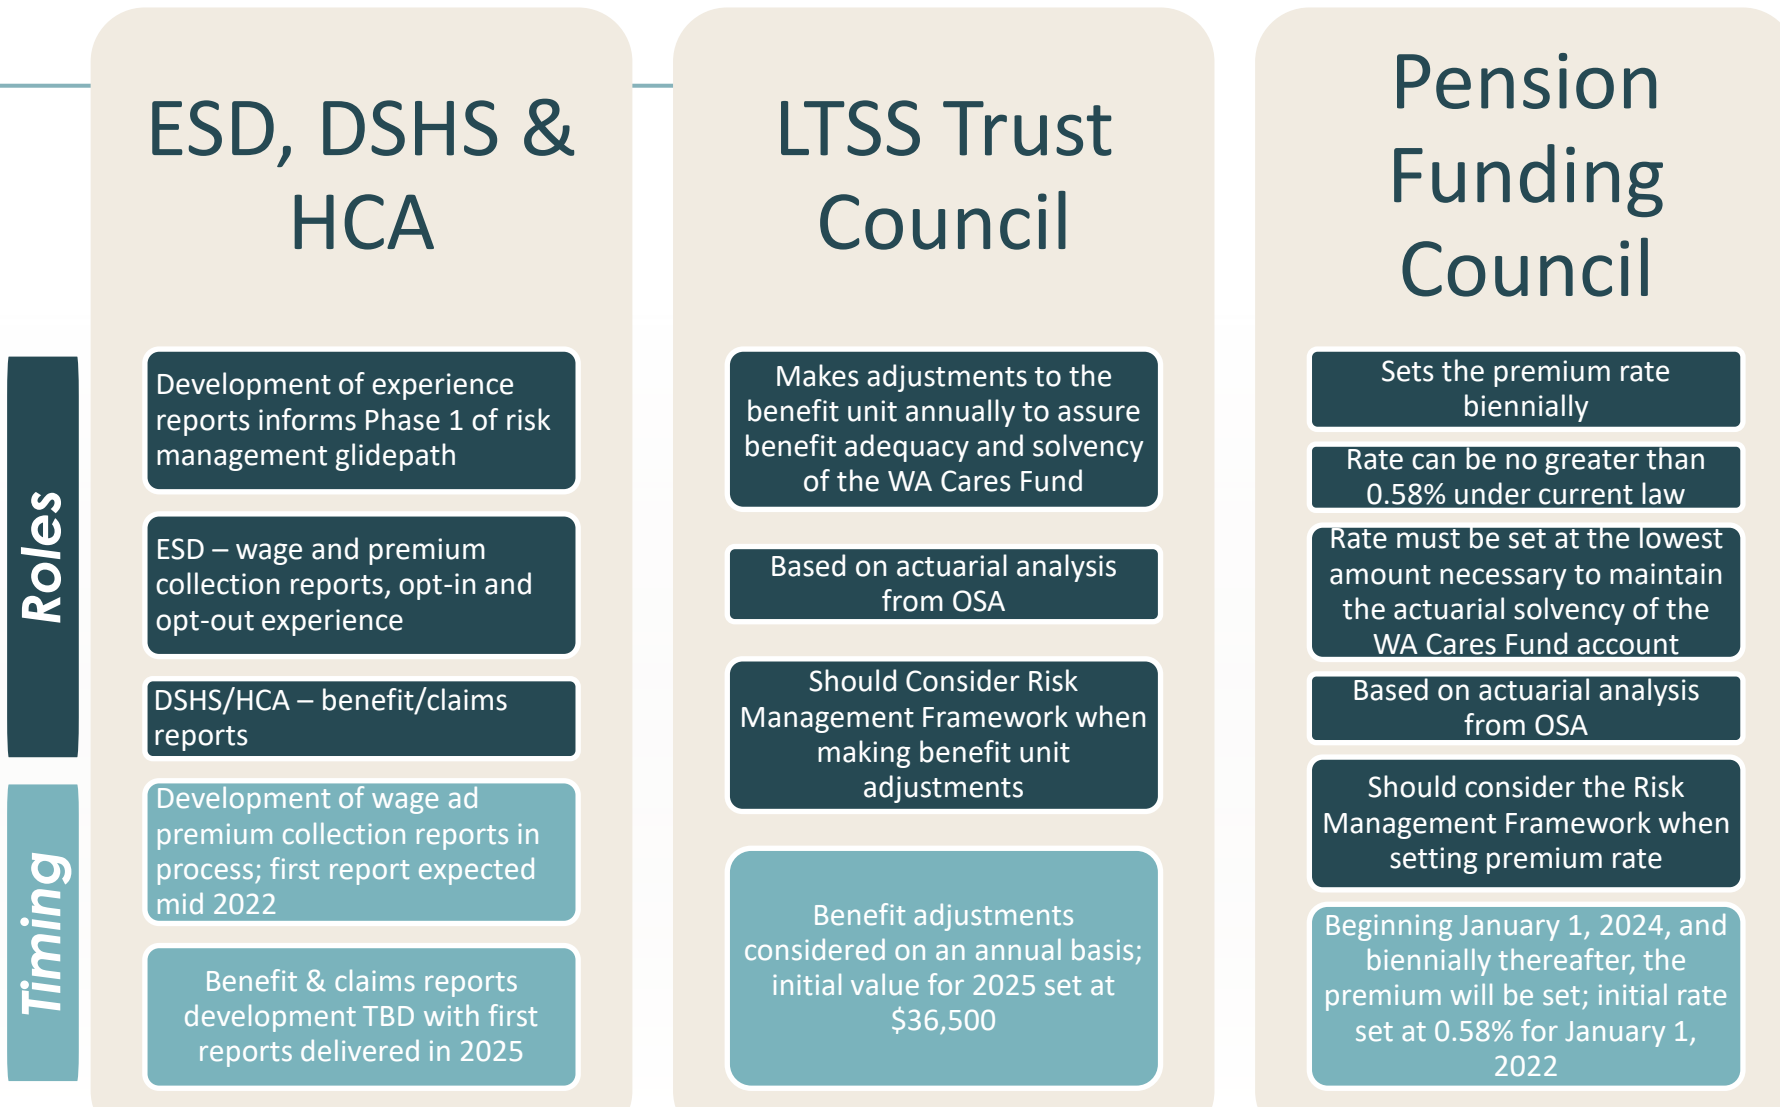 ESD, DSHS &
HCA
LTSS Trust
Council
Pension
Funding
Council
Roles
Timing
Development of experience
reports informs Phase 1 of risk
management glidepath
ESD – wage and premium
collection reports, opt-in and
opt-out experience
DSHS/HCA – benefit/claims
reports
Development of wage ad
premium collection reports in
process; first report expected
mid 2022
Benefit & claims reports
development TBD with first
reports delivered in 2025
Makes adjustments to the
benefit unit annually to assure
benefit adequacy and solvency
of the WA Cares Fund
Based on actuarial analysis
from OSA
Should Consider Risk
Management Framework when
making benefit unit
adjustments
Benefit adjustments
considered on an annual basis;
initial value for 2025 set at
$36,500
Sets the premium rate
biennially
Rate can be no greater than
0.58% under current law
Rate must be set at the lowest
amount necessary to maintain
the actuarial solvency of the
WA Cares Fund account
Based on actuarial analysis
from OSA
Should consider the Risk
Management Framework when
setting premium rate
Beginning January 1, 2024, and
biennially thereafter, the
premium will be set; initial rate
set at 0.58% for January 1,
2022